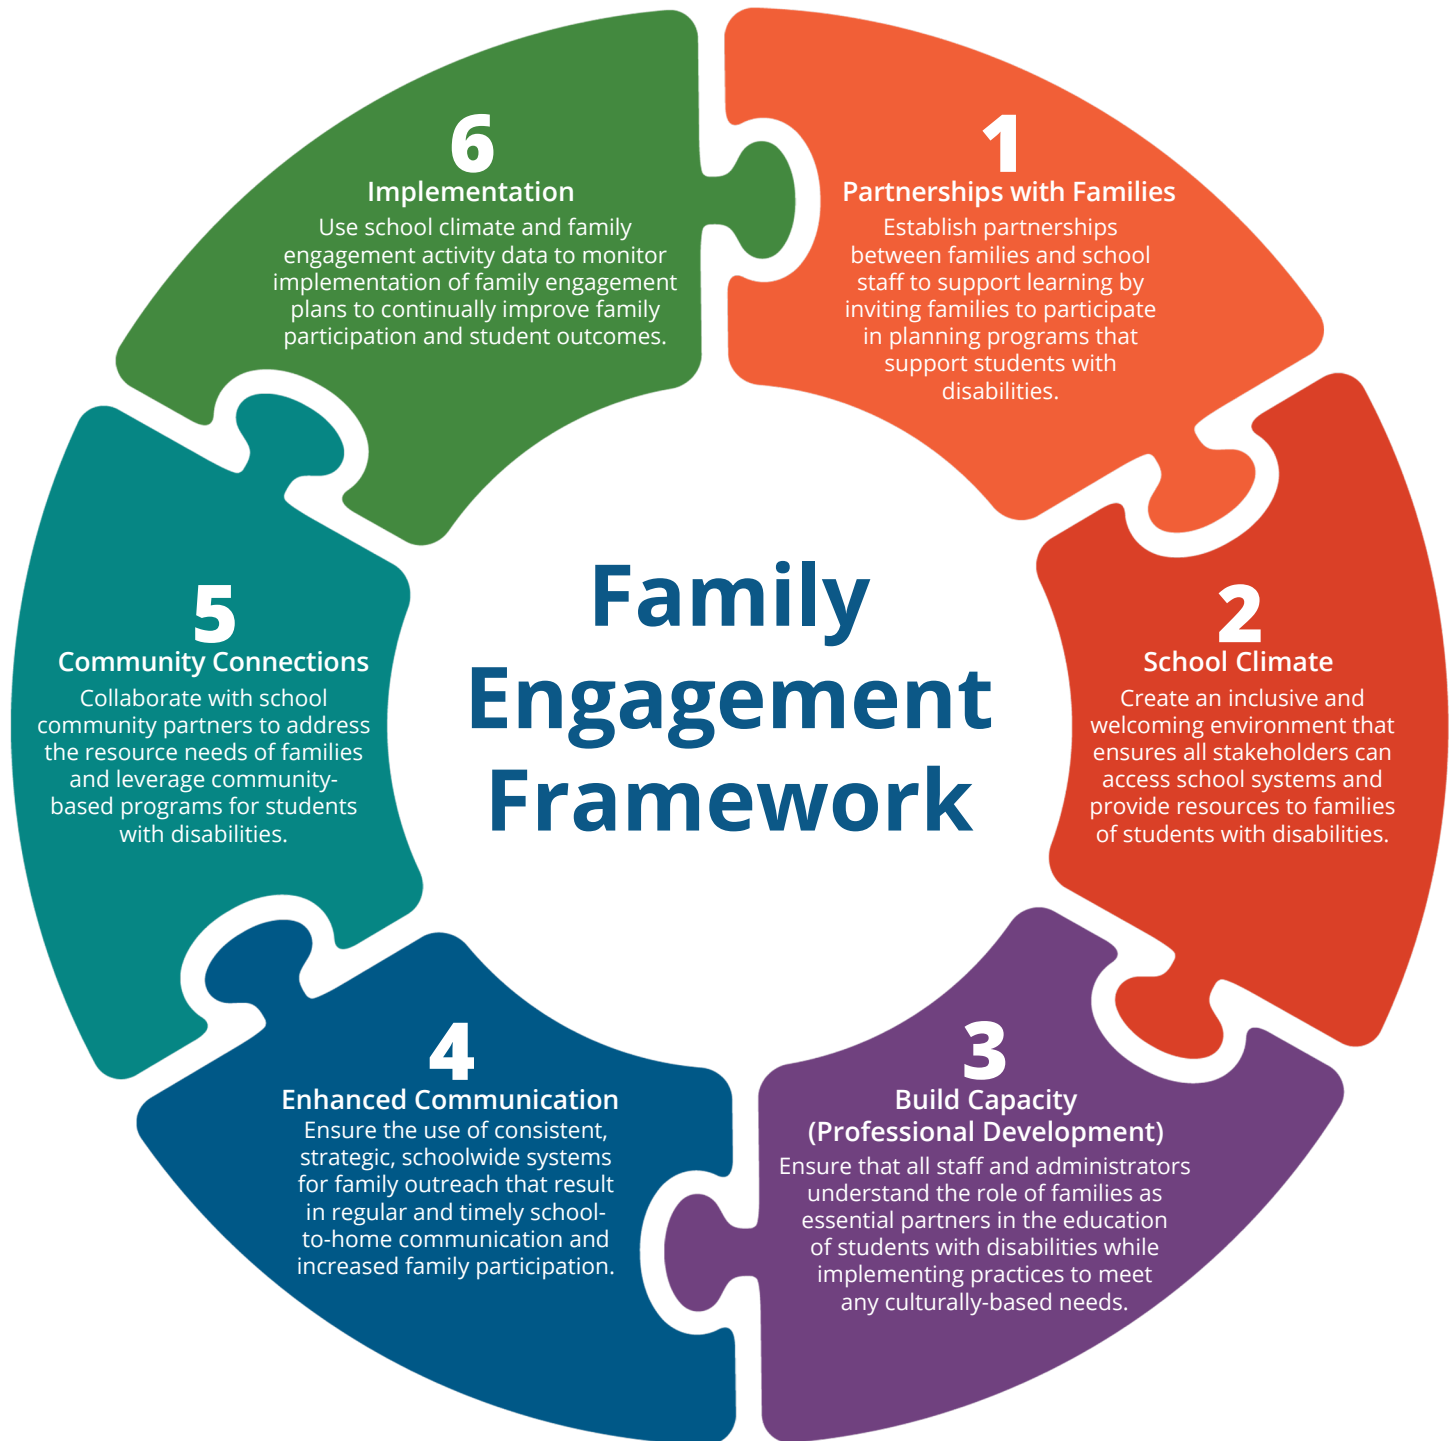 Family
Engagement
Framework
1
Partnerships with Families
Establish partnerships
between families and school
staff to support learning by
inviting families to participate
in planning programs that
support students with
disabilities.
2
School Climate
Create an inclusive and
welcoming environment that
ensures all stakeholders can
access school systems and
provide resources to families
of students with disabilities.
3
Build Capacity
(Professional Development)
Ensure that all staff and administrators
understand the role of families as
essential partners in the education
of students with disabilities while
implementing practices to meet
any culturally-based needs.
4
Enhanced Communication
Ensure the use of consistent,
strategic, schoolwide systems
for family outreach that result
in regular and timely school-
to-home communication and
increased family participation.
5
Community Connections
Collaborate with school
community partners to address
the resource needs of families
and leverage community-
based programs for students
with disabilities.
6
Implementation
Use school climate and family
engagement activity data to monitor
implementation of family engagement
plans to continually improve family
participation and student outcomes.